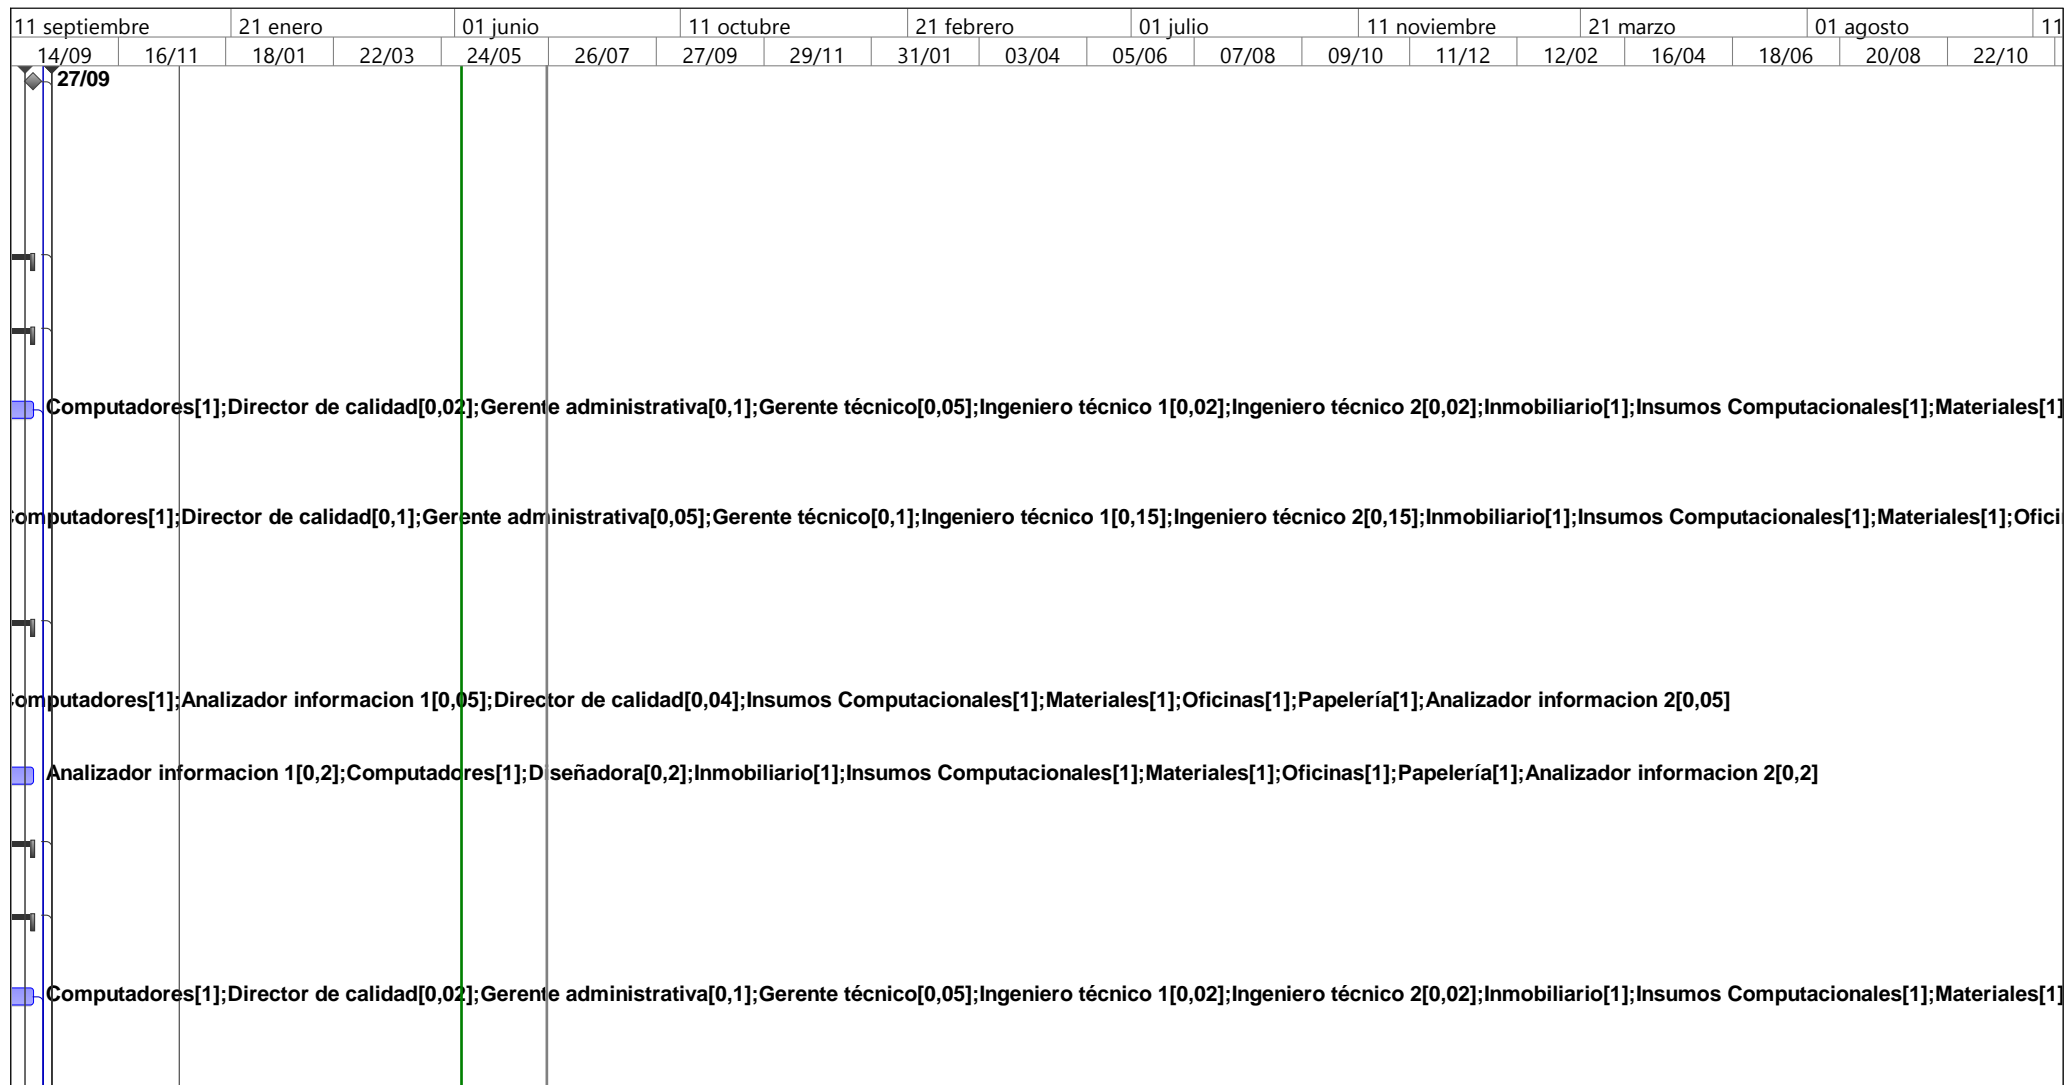 11 septiembre 21 enero 01 junio 11 octubre 21 febrero 01 julio 11 noviembre 21 marzo 01 agosto 11
14/09 16/11 18/01 22/03 24/05 26/07 27/09 29/11 31/01 03/04 05/06 07/08 09/10 11/12 12/02 16/04 18/06 20/08 22/10
27/09
Computadores[1];Director de calidad[0,02];Gerente administrativa[0,1];Gerente técnico[0,05];Ingeniero técnico 1[0,02];Ingeniero técnico 2[0,02];Inmobiliario[1];Insumos Computacionales[1];Materiales[1]
omputadores[1];Director de calidad[0,1];Gerente administrativa[0,05];Gerente técnico[0,1];Ingeniero técnico 1[0,15];Ingeniero técnico 2[0,15];Inmobiliario[1];Insumos Computacionales[1];Materiales[1];Ofici
omputadores[1];Analizador informacion 1[0,05];Director de calidad[0,04];Insumos Computacionales[1];Materiales[1];Oficinas[1];Papelería[1];Analizador informacion 2[0,05]
Analizador informacion 1[0,2];Computadores[1];Diseñadora[0,2];Inmobiliario[1];Insumos Computacionales[1];Materiales[1];Oficinas[1];Papelería[1];Analizador informacion 2[0,2]
Computadores[1];Director de calidad[0,02];Gerente administrativa[0,1];Gerente técnico[0,05];Ingeniero técnico 1[0,02];Ingeniero técnico 2[0,02];Inmobiliario[1];Insumos Computacionales[1];Materiales[1]